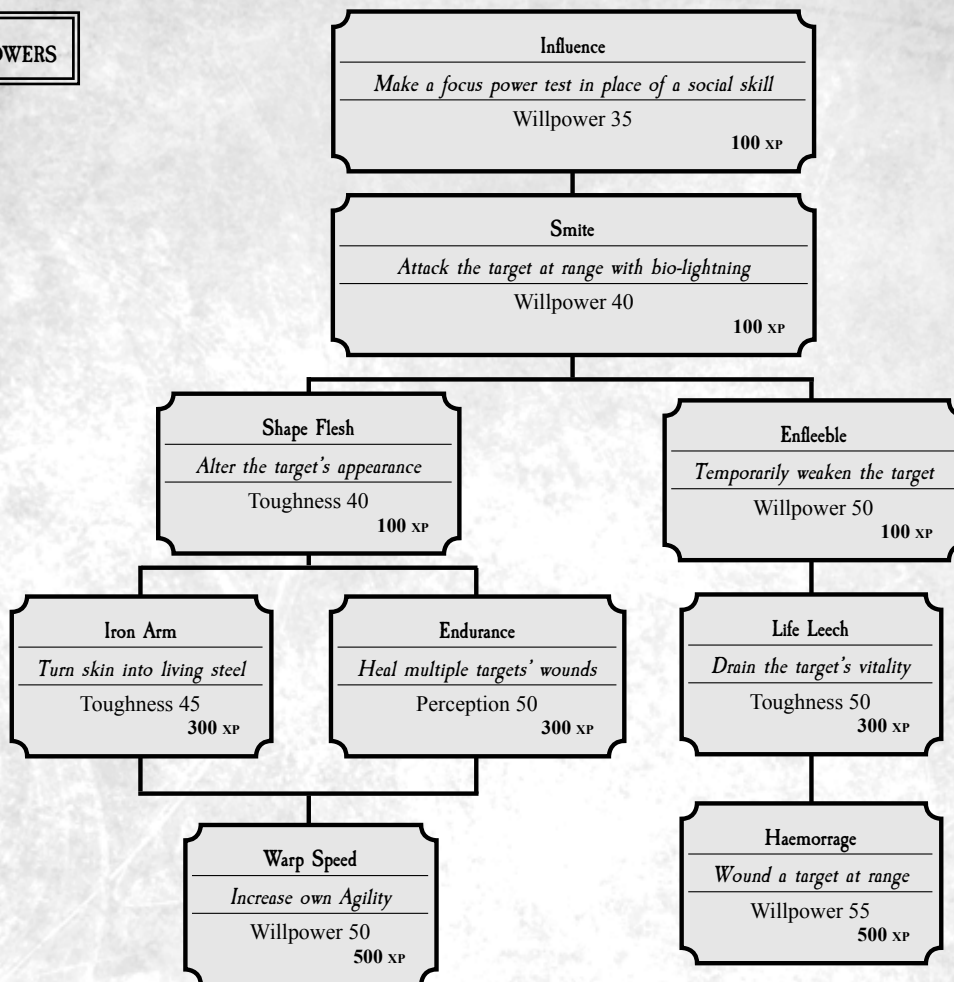 OWERS
Influence
Make a focus power test in place of a social skill
Willpower 35
100 XP
Smite
Attack the target at range with bio-lightning
Willpower 40
100 XP
Shape Flesh
Alter the target's appearance
Toughness 40
100 XP
Enfleeble
Temporarily weaken the target
Willpower 50
100 XP
Iron Arm
Turn skin into living steel
Toughness 45
300 XP
Endurance
Heal multiple targets' wounds
Perception 50
300 XP
Life Leech
Drain the target's vitality
Toughness 50
300 XP
Warp Speed
Increase own Agility
Willpower 50
500 XP
Haemorrage
Wound a target at range
Willpower 55
500 XP